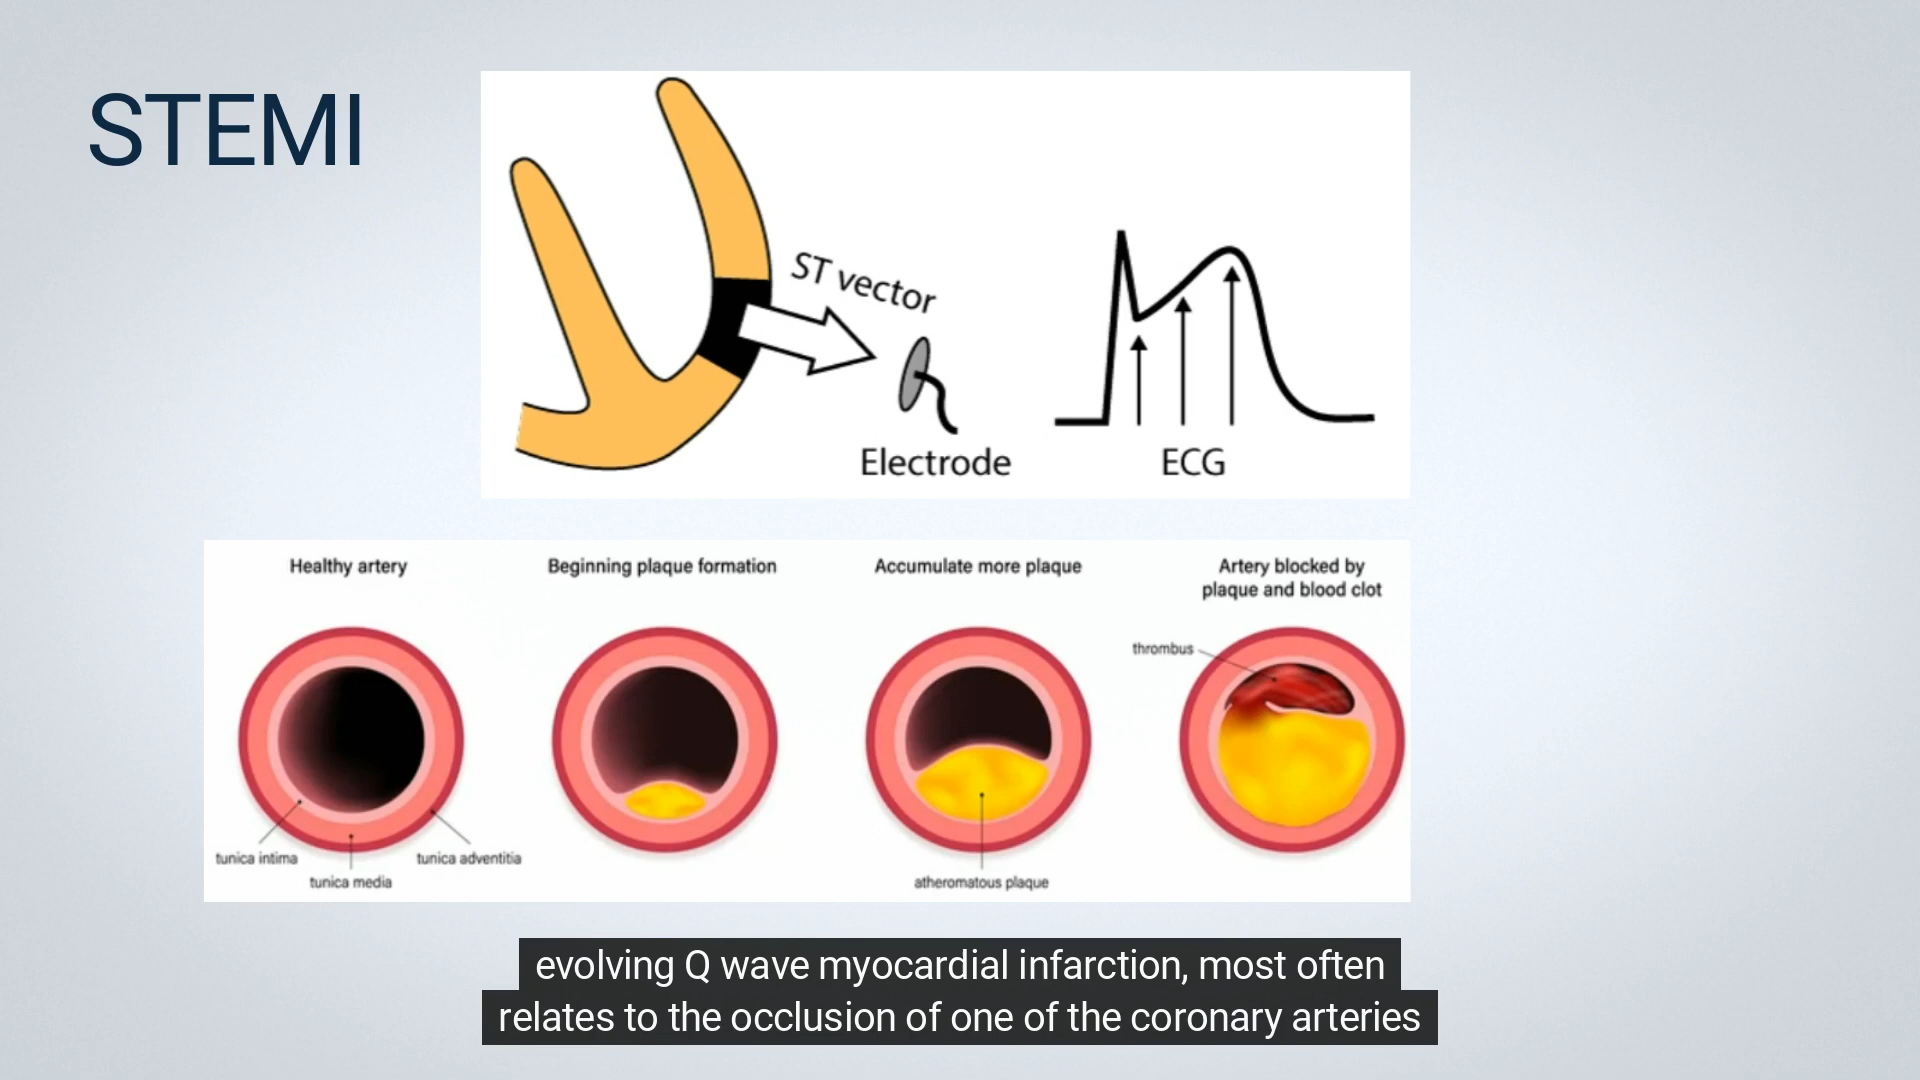 STEMI
ST vector
Electrode
ECG
Healthy artery
Beginning plaque formation
Accumulate more plaque
Artery blocked by
plaque and blood clot
thrombus
tunica intima
tunica adventitia
tunica media
atheromatous plaque
evolving Q wave myocardial infarction, most often
relates to the occlusion of one of the coronary arteries